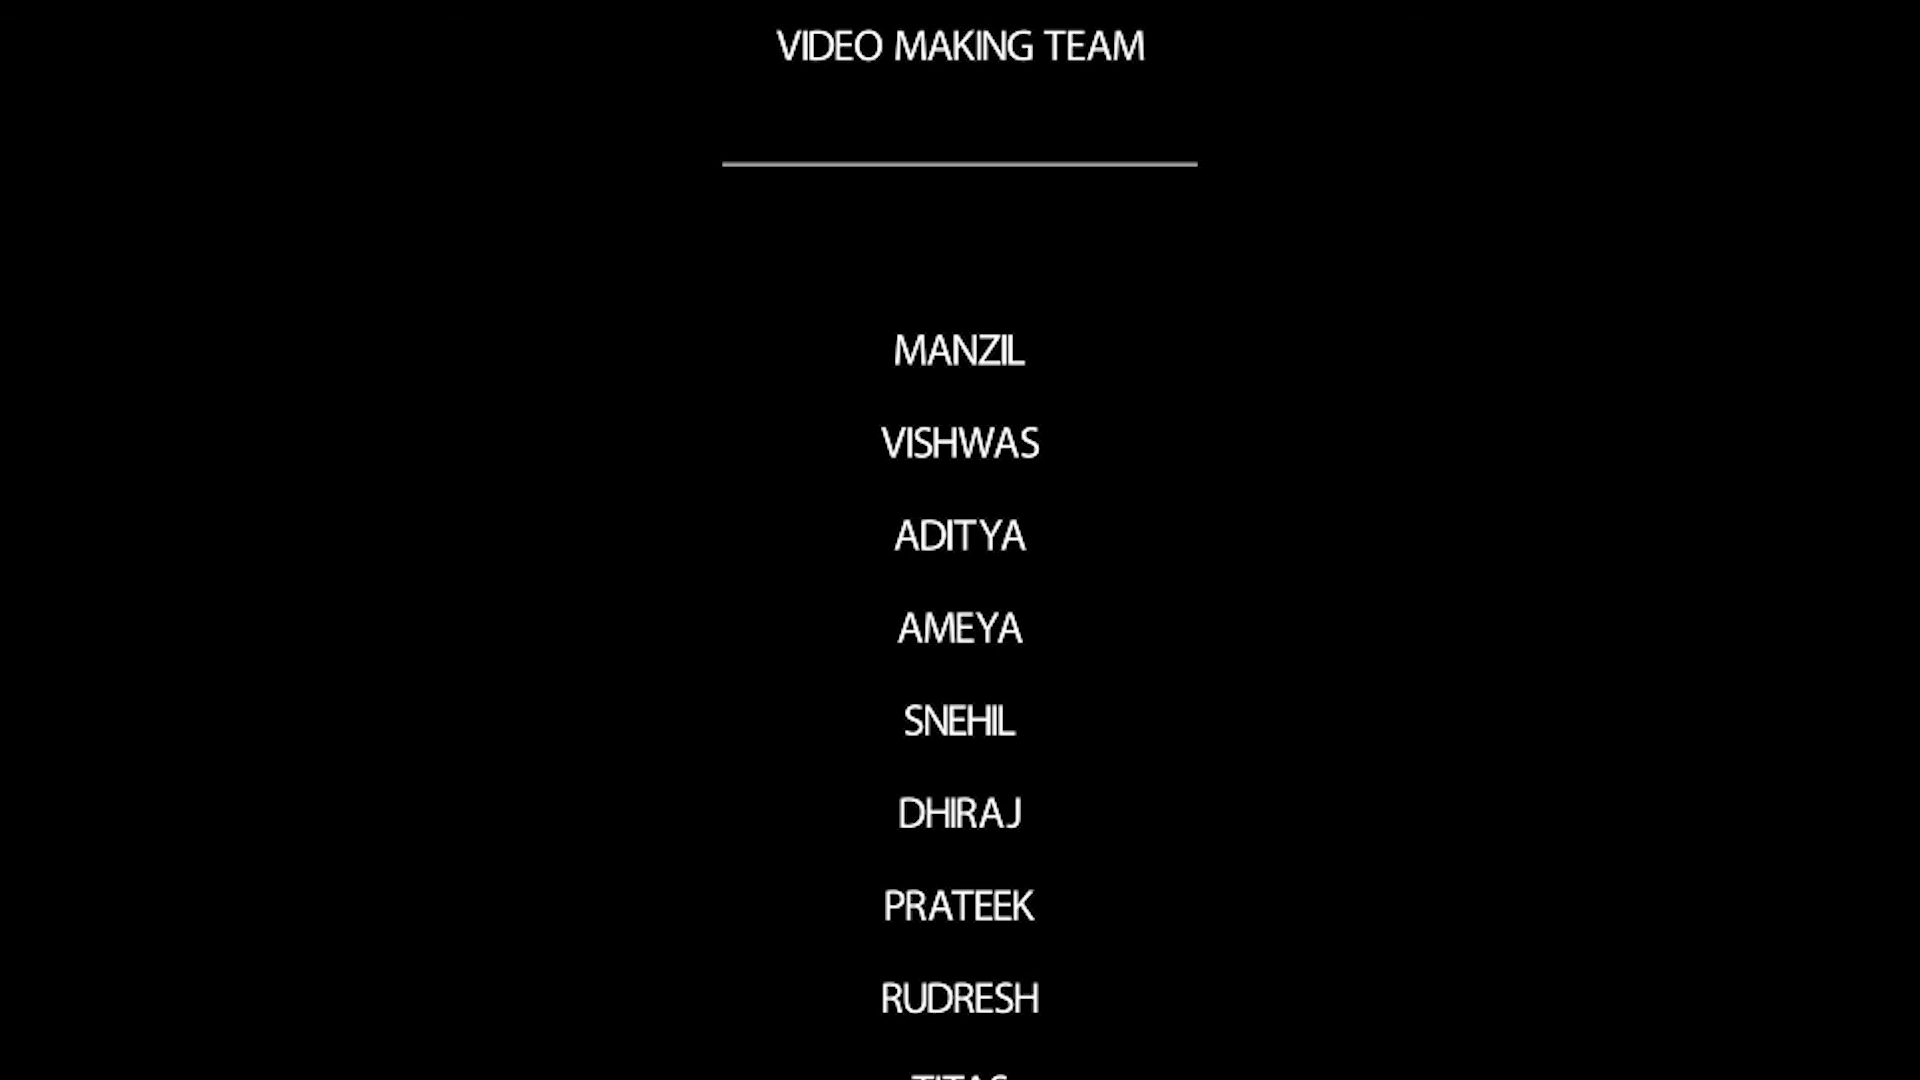 VIDEO MAKING TEAM
MANZIL
VISHWAS
ADITYA
AMEYA
SNEHIL
DHIRAJ
PRATEEK
RUDRESH